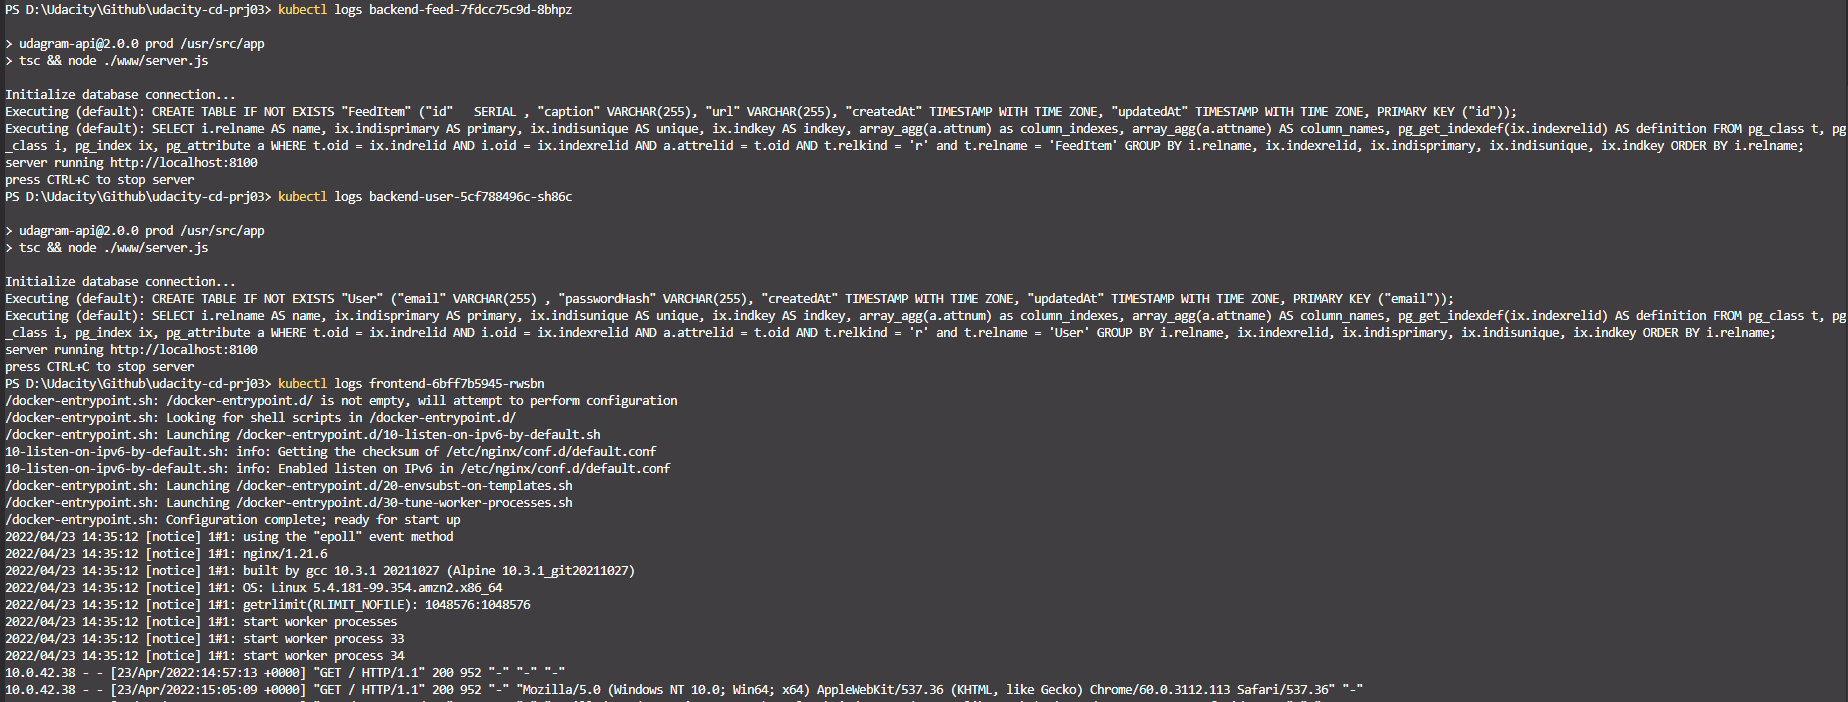 PS D:\Udacity\Github\udacity-cd-prj03> kubectl logs backend-feed-7fdcc75c9d-8bhpz
> udagram-api@2.0.0 prod /usr/src/app
> tsc && node ./www/server.js
Initialize database connection...
Executing (default): CREATE TABLE IF NOT EXISTS "FeedItem" ("id"   SERIAL , "caption" VARCHAR(255), "url" VARCHAR(255), "createdAt" TIMESTAMP WITH TIME ZONE, "updatedAt" TIMESTAMP WITH TIME ZONE, PRIMARY KEY ("id"));
Executing (default): SELECT i.relname AS name, ix.indisprimary AS primary, ix.indisunique AS unique, ix.indkey AS indkey, array_agg(a.attnum) as column_indexes, array_agg(a.attname) AS column_names, pg_get_indexdef(ix.indexrelid) AS definition FROM pg_class t, pg
_class i, pg_index ix, pg_attribute a WHERE t.oid = ix.indrelid AND i.oid = ix.indexrelid AND a.attrelid = t.oid AND t.relkind = 'r' and t.relname = 'FeedItem' GROUP BY i.relname, ix.indexrelid, ix.indisprimary, ix.indisunique, ix.indkey ORDER BY i.relname;
server running http://localhost:8100
press CTRL+C to stop server
PS D:\Udacity\Github\udacity-cd-prj03> kubectl logs backend-user-5cf788496c-sh86c
> udagram-api@2.0.0 prod /usr/src/app
> tsc && node ./www/server.js
Initialize database connection...
Executing (default): CREATE TABLE IF NOT EXISTS "User" ("email" VARCHAR(255) , "passwordHash" VARCHAR(255), "createdAt" TIMESTAMP WITH TIME ZONE, "updatedAt" TIMESTAMP WITH TIME ZONE, PRIMARY KEY ("email"));
Executing (default): SELECT i.relname AS name, ix.indisprimary AS primary, ix.indisunique AS unique, ix.indkey AS indkey, array_agg(a.attnum) as column_indexes, array_agg(a.attname) AS column_names, pg_get_indexdef(ix.indexrelid) AS definition FROM pg_class t, pg
_class i, pg_index ix, pg_attribute a WHERE t.oid = ix.indrelid AND i.oid = ix.indexrelid AND a.attrelid = t.oid AND t.relkind = 'r' and t.relname = 'User' GROUP BY i.relname, ix.indexrelid, ix.indisprimary, ix.indisunique, ix.indkey ORDER BY i.relname;
server running http://localhost:8100
press CTRL+C to stop server
PS D:\Udacity\Github\udacity-cd-prj03> kubectl logs frontend-6bff7b5945-rwsbn
/docker-entrypoint.sh: /docker-entrypoint.d/ is not empty, will attempt to perform configuration
/docker-entrypoint.sh: Looking for shell scripts in /docker-entrypoint.d/
/docker-entrypoint.sh: Launching /docker-entrypoint.d/10-listen-on-ipv6-by-default.sh
10-listen-on-ipv6-by-default.sh: info: Getting the checksum of /etc/nginx/conf.d/default.conf
10-listen-on-ipv6-by-default.sh: info: Enabled listen on IPv6 in /etc/nginx/conf.d/default.conf
/docker-entrypoint.sh: Launching /docker-entrypoint.d/20-envsubst-on-templates.sh
/docker-entrypoint.sh: Launching /docker-entrypoint.d/30-tune-worker-processes.sh
/docker-entrypoint.sh: Configuration complete; ready for start up
2022/04/23 14:35:12 [notice] 1#1: using the "epoll" event method
2022/04/23 14:35:12 [notice] 1#1: nginx/1.21.6
2022/04/23 14:35:12 [notice] 1#1: built by gcc 10.3.1 20211027 (Alpine 10.3.1_git20211027)
2022/04/23 14:35:12 [notice] 1#1: OS: Linux 5.4.181-99.354.amzn2.x86_64
2022/04/23 14:35:12 [notice] 1#1: getrlimit(RLIMIT_NOFILE): 1048576:1048576
2022/04/23 14:35:12 [notice] 1#1: start worker processes
2022/04/23 14:35:12 [notice] 1#1: start worker process 33
2022/04/23 14:35:12 [notice] 1#1: start worker process 34
10.0.42.38 - - [23/Apr/2022:14:57:13 +0000] "GET / HTTP/1.1" 200 952 "-" "-" "-"
10.0.42.38 - - [23/Apr/2022:15:05:09 +0000] "GET / HTTP/1.1" 200 952 "-" "Mozilla/5.0 (Windows NT 10.0; Win64; x64) AppleWebKit/537.36 (KHTML, like Gecko) Chrome/60.0.3112.113 Safari/537.36" "-"